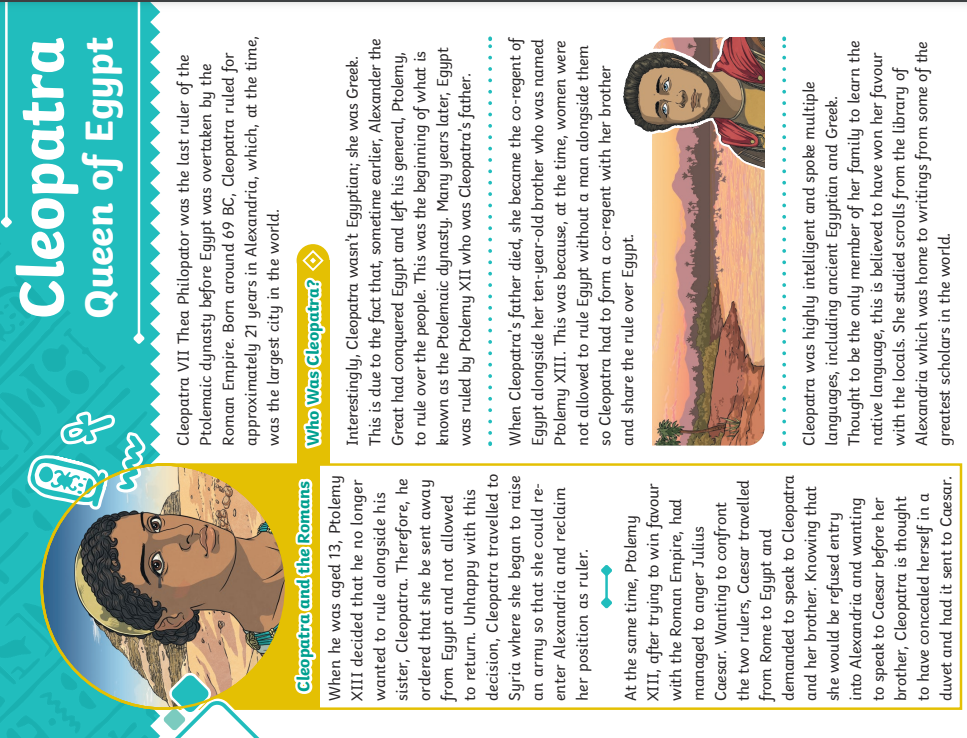 Cleopatra
Queen of Egypt
Cleopatra VII Thea Philopator was the last ruler of the
Ptolemaic dynasty before Egypt was overtaken by the
Roman Empire. Born around 69 BC, Cleopatra ruled for
approximately 21 years in Alexandria, which, at the time,
was the largest city in the world.
Who Was Cleopatra?
Interestingly, Cleopatra wasn't Egyptian; she was Greek.
This is due to the fact that, sometime earlier, Alexander the
Great had conquered Egypt and left his general, Ptolemy,
to rule over the people. This was the beginning of what is
known as the Ptolemaic dynasty. Many years later, Egypt
was ruled by Ptolemy XII who was Cleopatra's father.
When Cleopatra's father died, she became the co-regent of
Egypt alongside her ten-year-old brother who was named
Ptolemy XIII. This was because, at the time, women were
not allowed to rule Egypt without a man alongside them
so Cleopatra had to form a co-regent with her brother
and share the rule over Egypt.
Cleopatra was highly intelligent and spoke multiple
languages, including ancient Egyptian and Greek.
Thought to be the only member of her family to learn the
native language, this is believed to have won her favour
with the locals. She studied scrolls from the library of
Alexandria which was home to writings from some of the
greatest scholars in the world.
Cleopatra and the Romans
When he was aged 13, Ptolemy
XIII decided that he no longer
wanted to rule alongside his
sister, Cleopatra. Therefore, he
ordered that she be sent away
from Egypt and not allowed
to return. Unhappy with this
decision, Cleopatra travelled to
Syria where she began to raise
an army so that she could re-
enter Alexandria and reclaim
her position as ruler.
At the same time, Ptolemy
XIII, after trying to win favour
with the Roman Empire, had
managed to anger Julius
Caesar. Wanting to confront
the two rulers, Caesar travelled
from Rome to Egypt and
demanded to speak to Cleopatra
and her brother. Knowing that
she would be refused entry
into Alexandria and wanting
to speak to Caesar before her
brother, Cleopatra is thought
to have concealed herself in a
duvet and had it sent to Caesar.